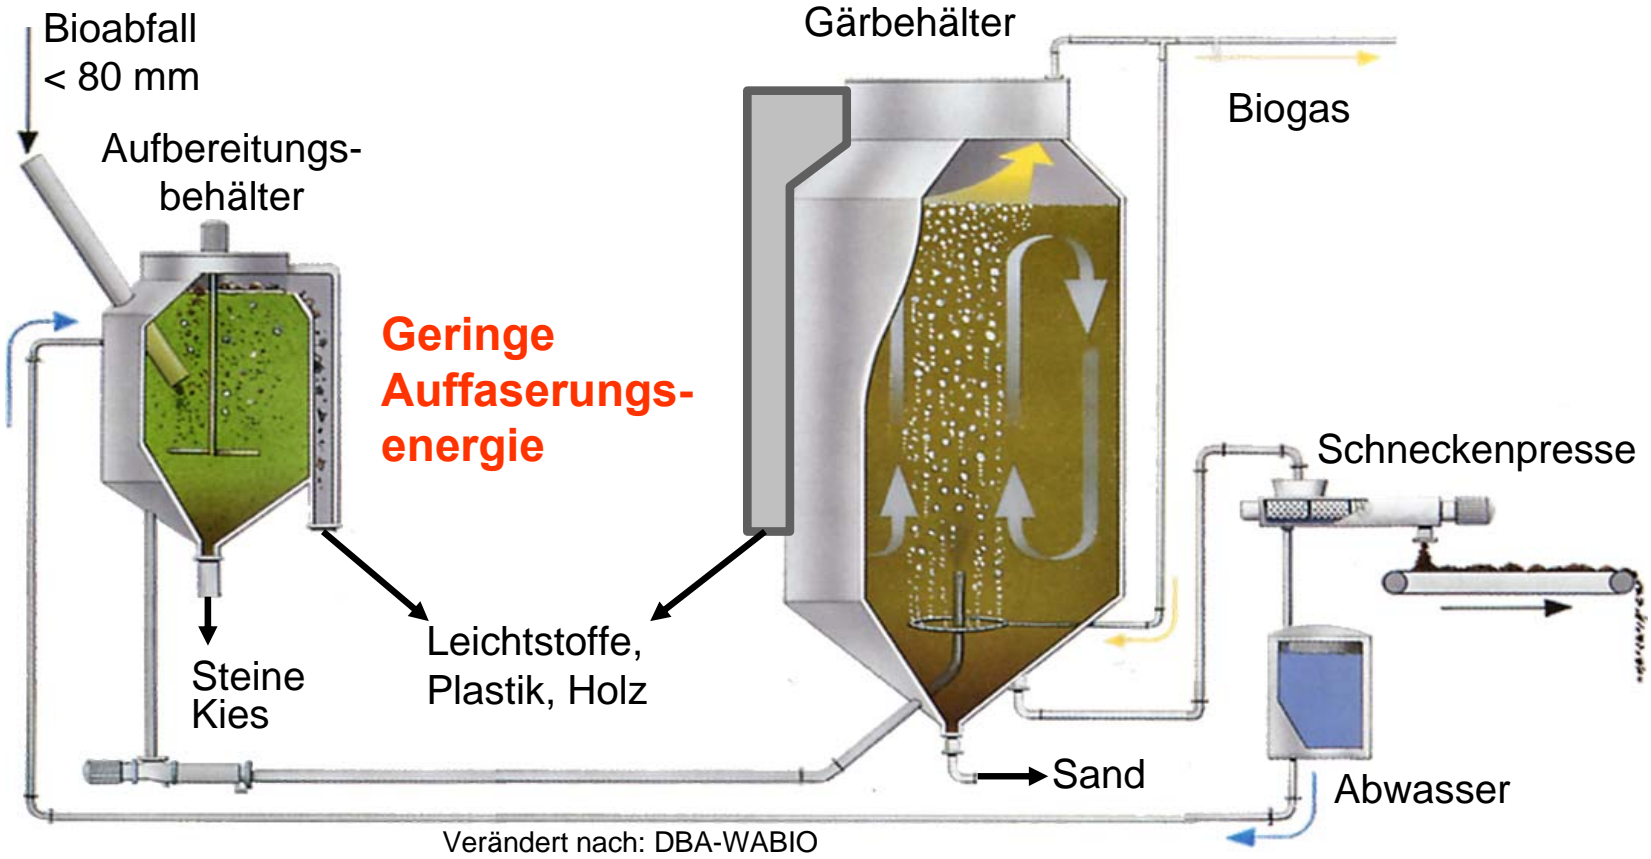 Bioabfall
< 80 mm
Aufbereitungs-
behälter
Gärbehälter
Biogas
Geringe
Auffaserungs-
energie
Schneckenpresse
Leichtstoffe,
Plastik, Holz
Steine
Kies
Sand
Abwasser
Verändert nach: DBA-WABIO